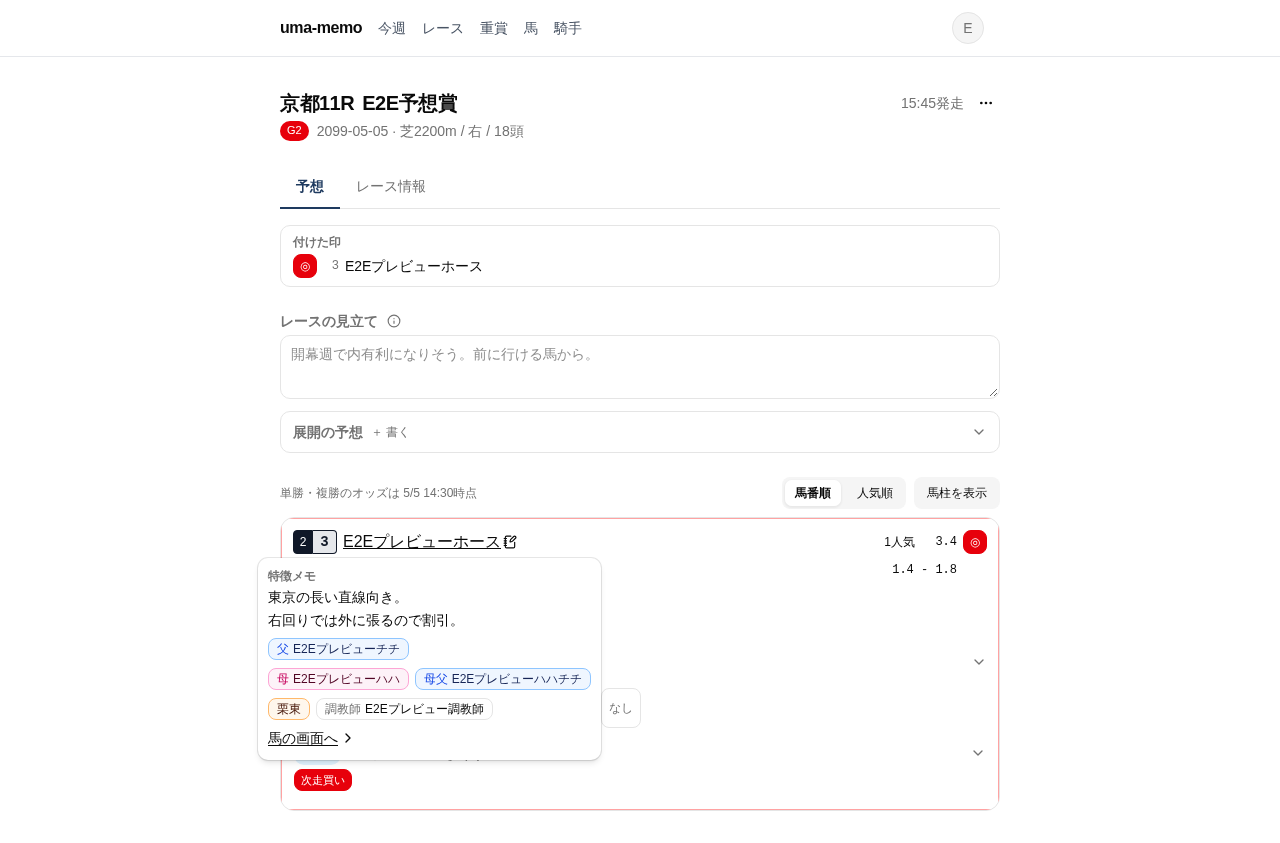 uma-memo 今週 レース 重賞 馬 騎手 E
京都11R E2E予想賞 15:45発走
G2 2099-05-05 · 芝2200m / 右 / 18頭
予想 レース情報
付けた印
◎ 3 E2Eプレビューホース
レースの見立て
開幕週で内有利になりそう。前に行ける馬から。
展開の予想 + 書く
単勝・複勝のオッズは 5/5 14:30時点 馬番順 人気順 馬柱を表示
2 3 E2Eプレビューホース 1人気 3.4 ◎
1.4 - 1.8
特徴メモ
東京の長い直線向き。
右回りでは外に張るので割引。
父 E2Eプレビューチチ
母 E2Eプレビューハハ 母父 E2Eプレビューハハチチ
栗東 調教師 E2Eプレビュー調教師
なし
馬の画面へ
次走買い